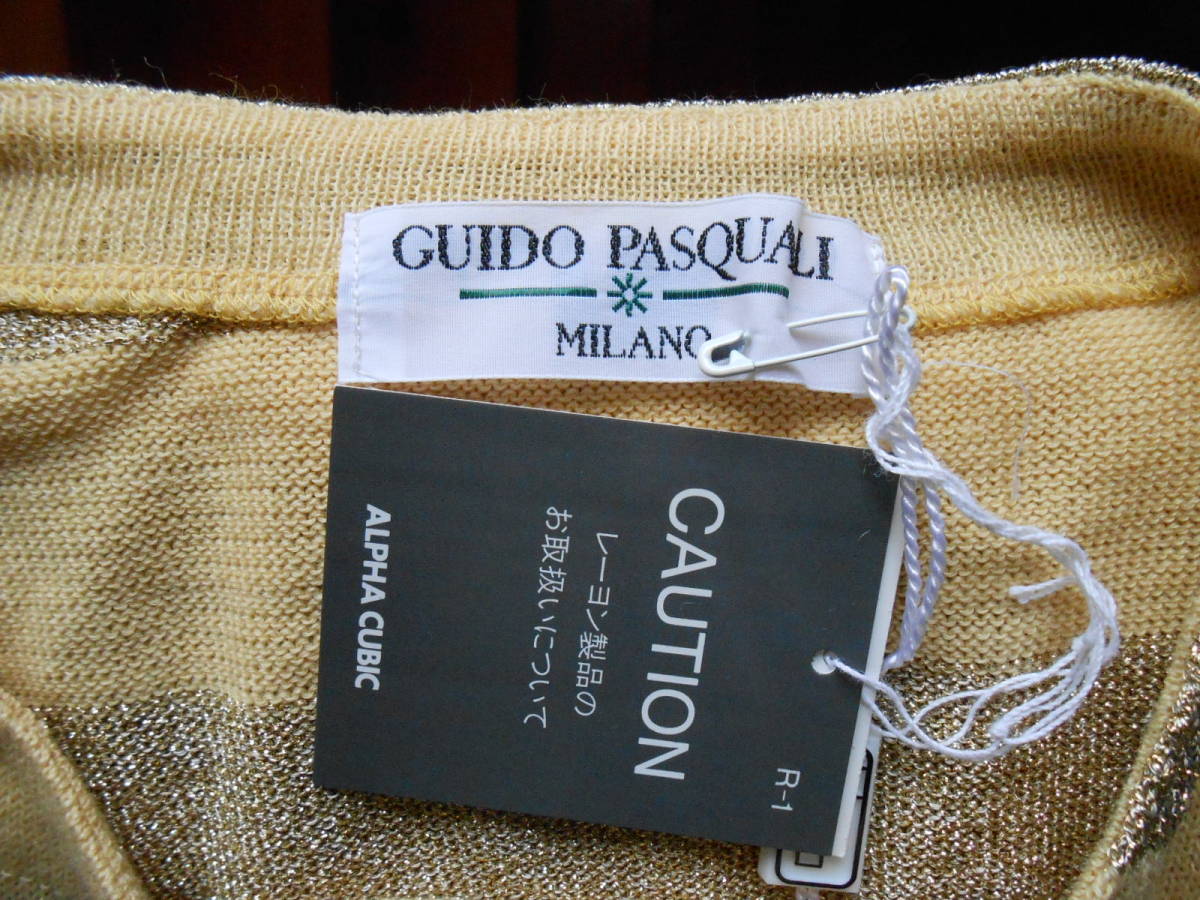 GUIDO PASQUALI
MILANO
R-1
CAUTION
レーヨン製品の
お取扱いについて
ALPHA CUBIC